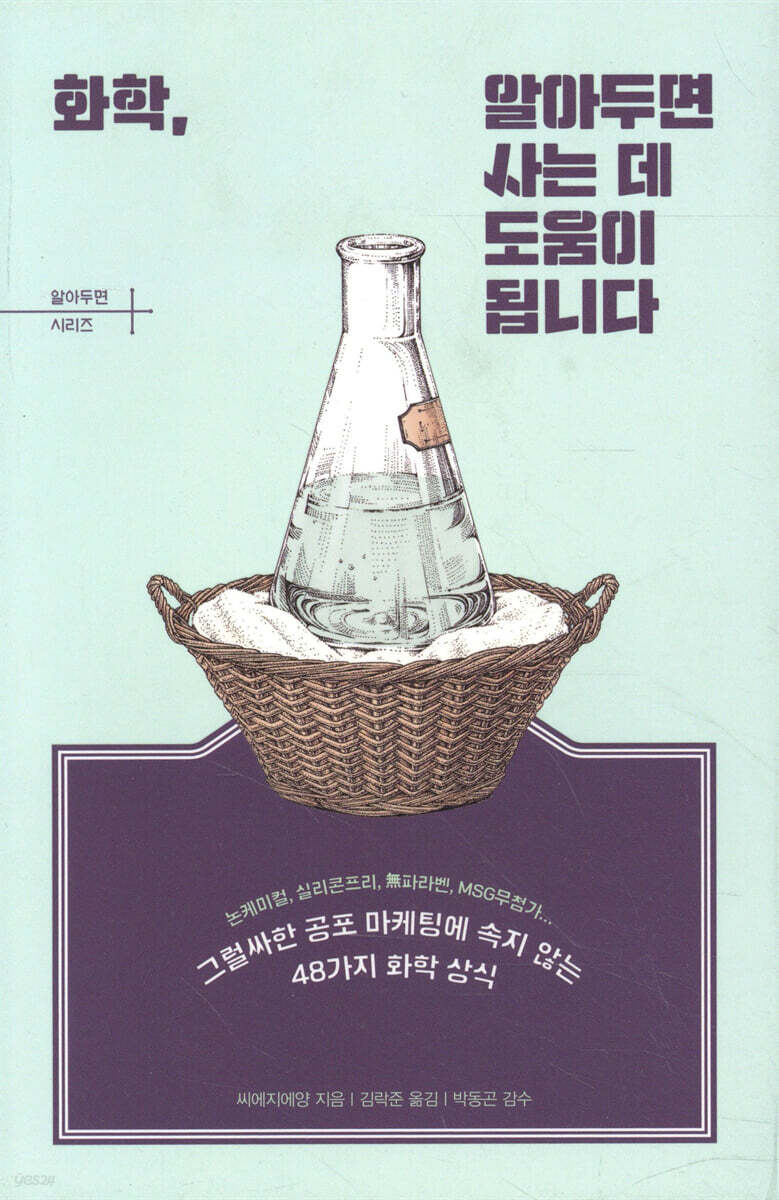 화학,
알아두면
사는 데
도움이
됩니다
알아두면
시리즈
논케미컬, 실리콘프리, 無파라벤, MSG무첨가...
그럴싸한 공포 마케팅에 속지 않는
48가지 화학 상식
씨에지에양 지음 | 김락준 옮김 | 박동곤 감수
yes24